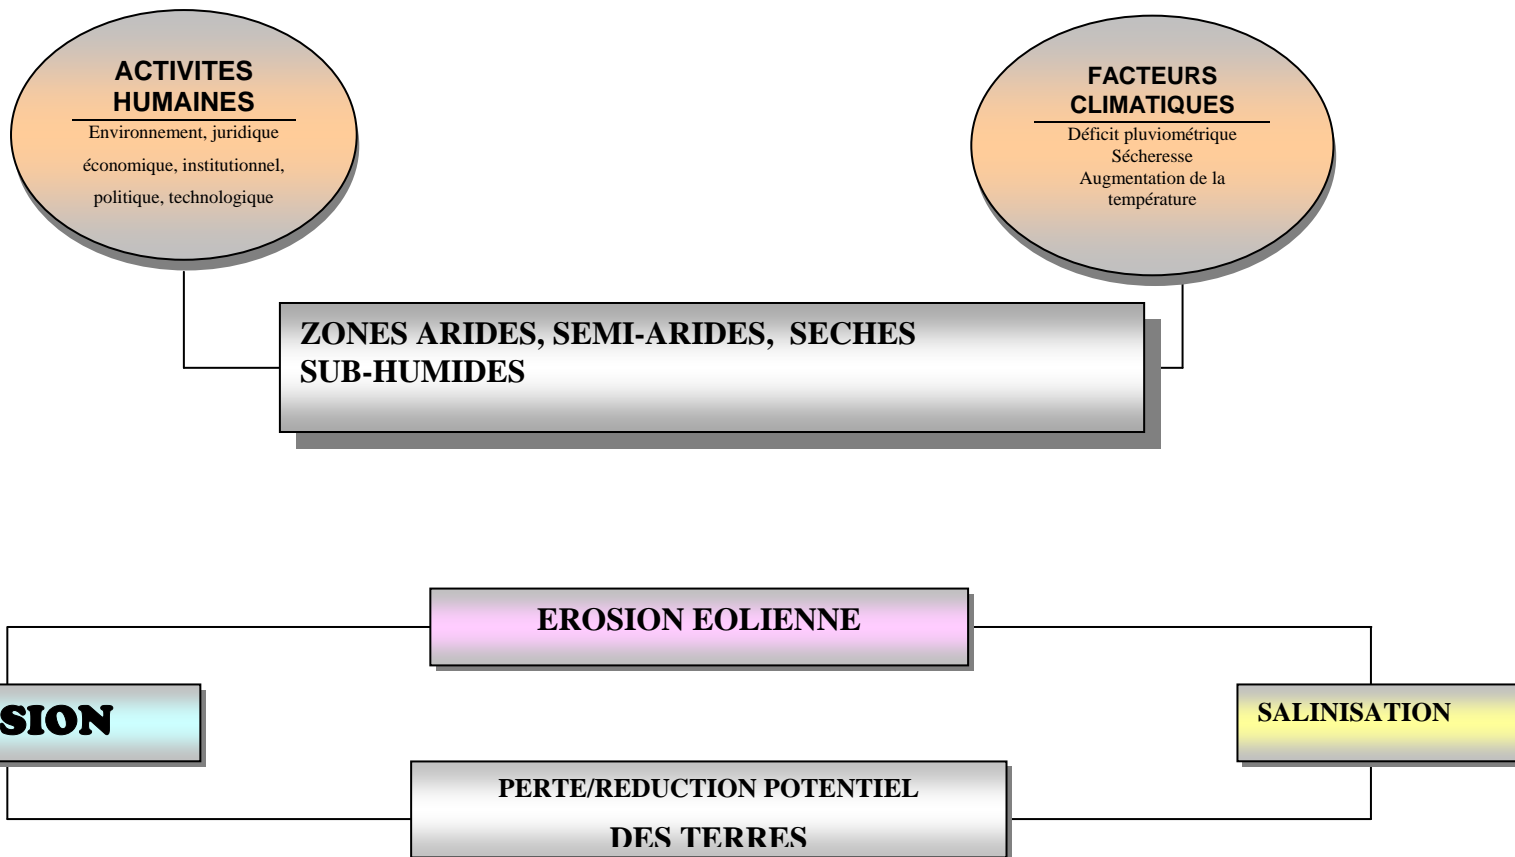 ACTIVITES
HUMAINES
Environnement, juridique
économique, institutionnel,
politique, technologique
FACTEURS
CLIMATIQUES
Déficit pluviométrique
Sécheresse
Augmentation de la
température
ZONES ARIDES, SEMI-ARIDES, SECHES
SUB-HUMIDES
EROSION EOLIENNE
SION
SALINISATION
PERTE/REDUCTION POTENTIEL
DES TERRES